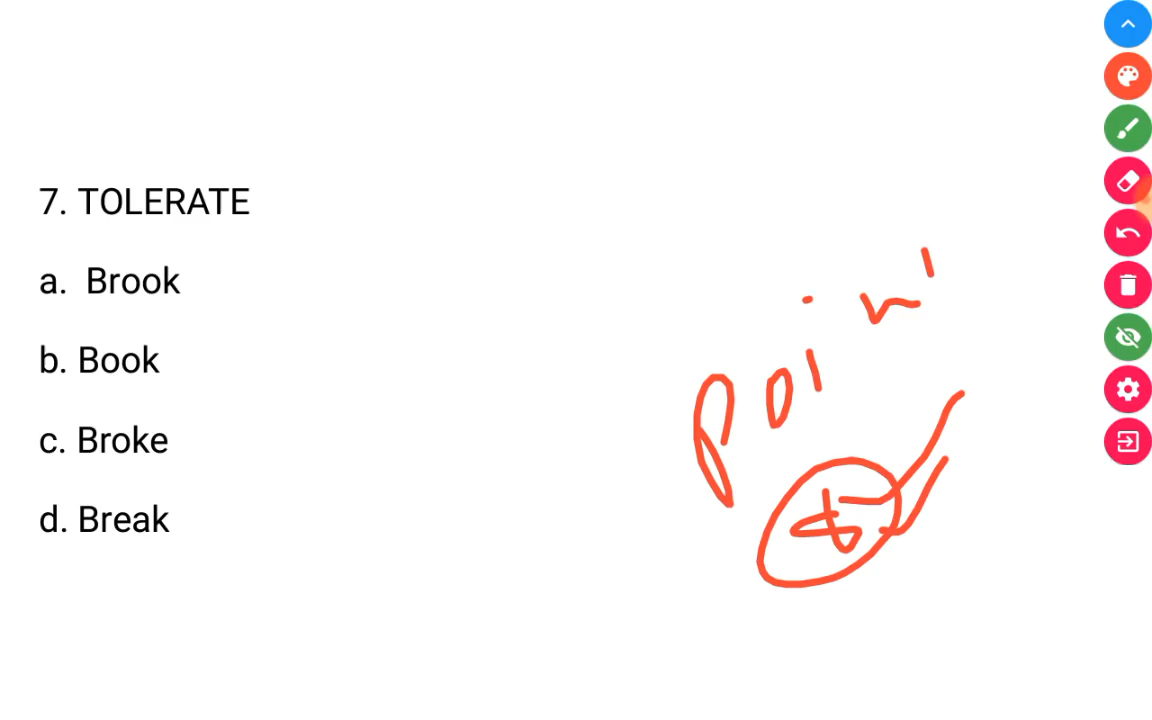 7. TOLERATE
a. Brook
b. Book
c. Broke
d. Break